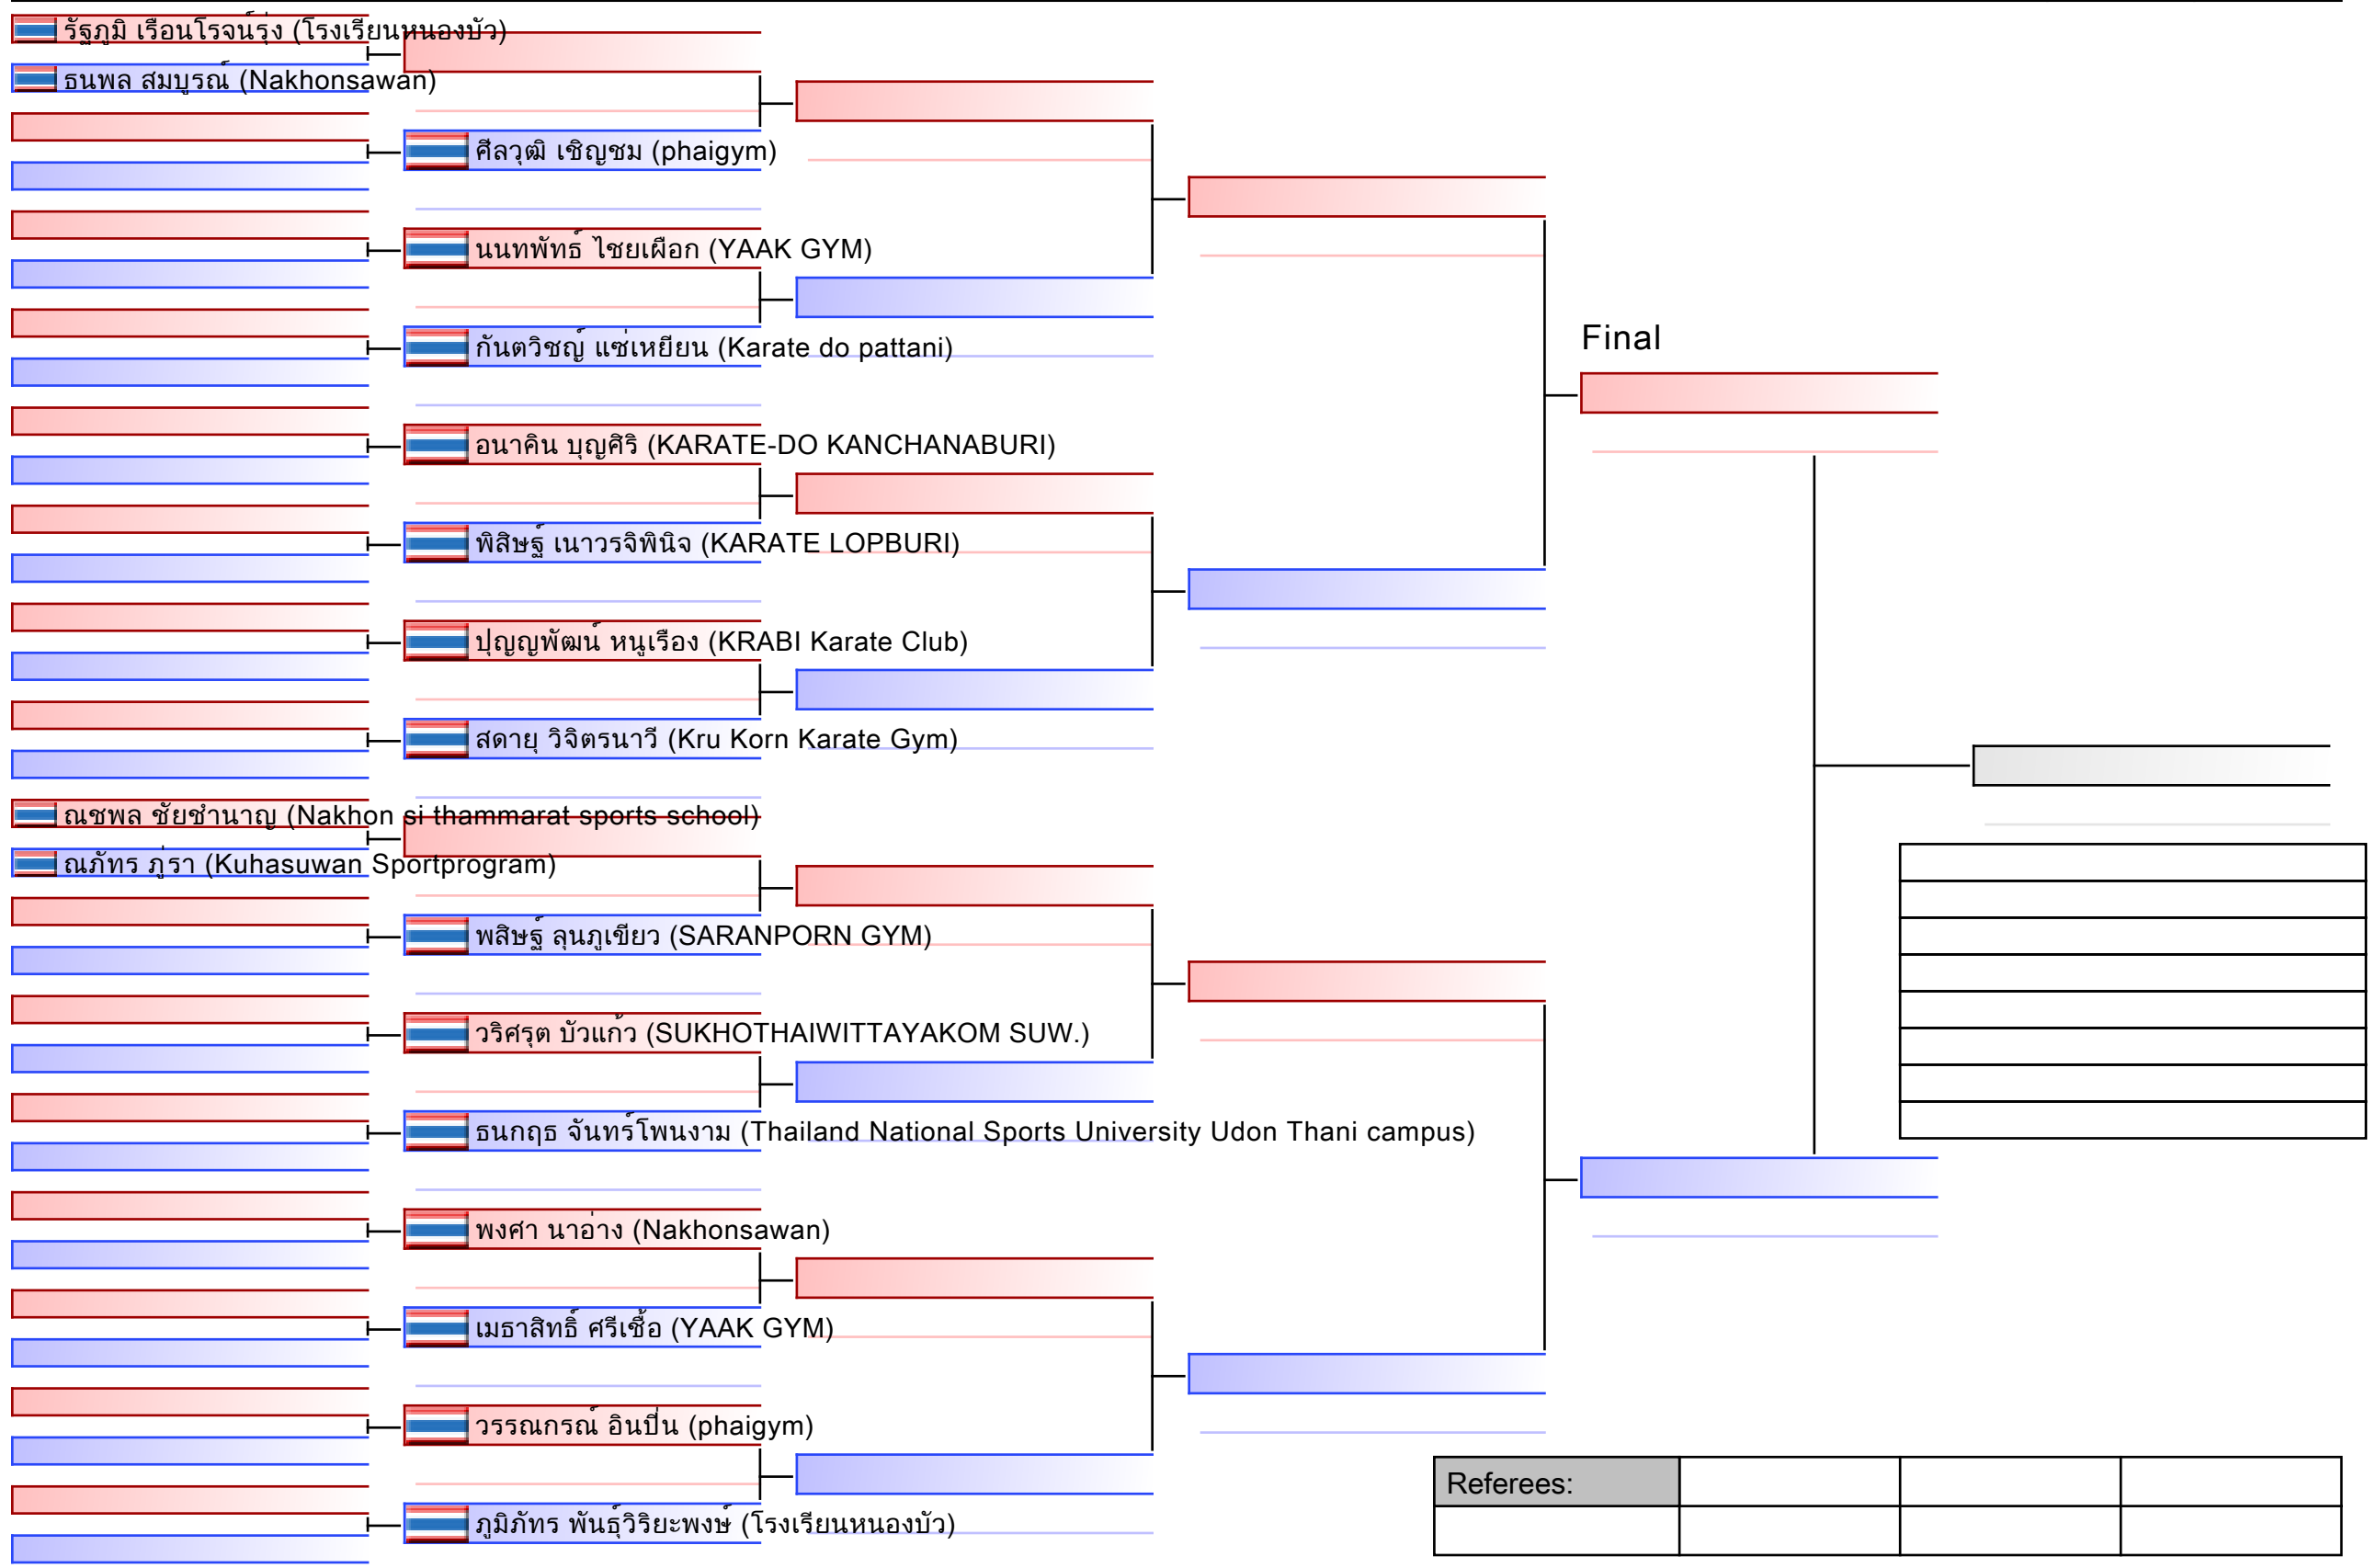 รัฐภูมิ เรือนโรจน์รุ่ง (โรงเรียนหนองบัว)
ธนพล สมบูรณ์ (Nakhonsawan)
ศีลวุฒิ เชิญชม (phaigym)
นนทพัทธ์ ไชยเผือก (YAAK GYM)
กันตวิชญ์ แซ่เหยียน (Karate do pattani)
Final
อนาคิน บุญศิริ (KARATE-DO KANCHANABURI)
พิสิษฐ์ เนาวรจิพินิจ (KARATE LOPBURI)
ปุญญพัฒน์ หนูเรือง (KRABI Karate Club)
สดายุ วิจิตรนาวี (Kru Korn Karate Gym)
ณชพล ชัยชำนาญ (Nakhon si thammarat sports school)
ณภัทร ภู่รา (Kuhasuwan Sportprogram)
พสิษฐ์ ลุนภูเขียว (SARANPORN GYM)
วริศรุต บัวแก้ว (SUKHOTHAIWITTAYAKOM SUW.)
ธนกฤธ จันทร์โพนงาม (Thailand National Sports University Udon Thani campus)
พงศา นาอ่าง (Nakhonsawan)
เมธาสิทธิ์ ศรีเชื้อ (YAAK GYM)
วรรณกรณ์ อินปิ่น (phaigym)
Referees:
ภูมิภัทร พันธุ์วิริยะพงษ์ (โรงเรียนหนองบัว)